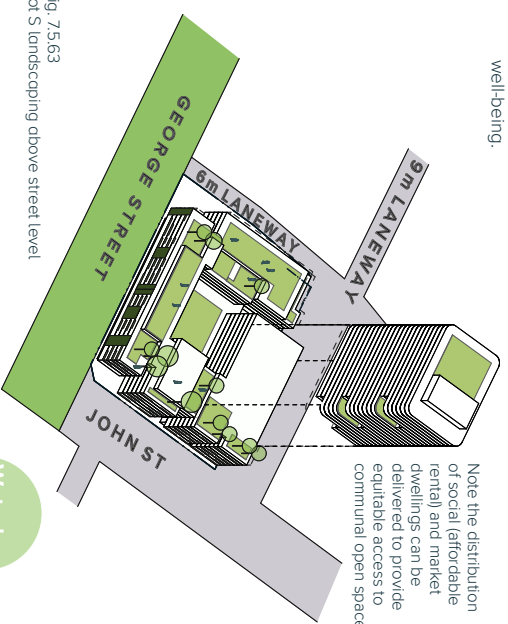 well-being.
9m LANEWAY
6m LANEWAY
GEORGE STREET
JOHN ST
Note the distribution
of social (affordable
rental) and market
dwellings can be
delivered to provide
equitable access to
communal open space
7.5.63
S landscaping above street level